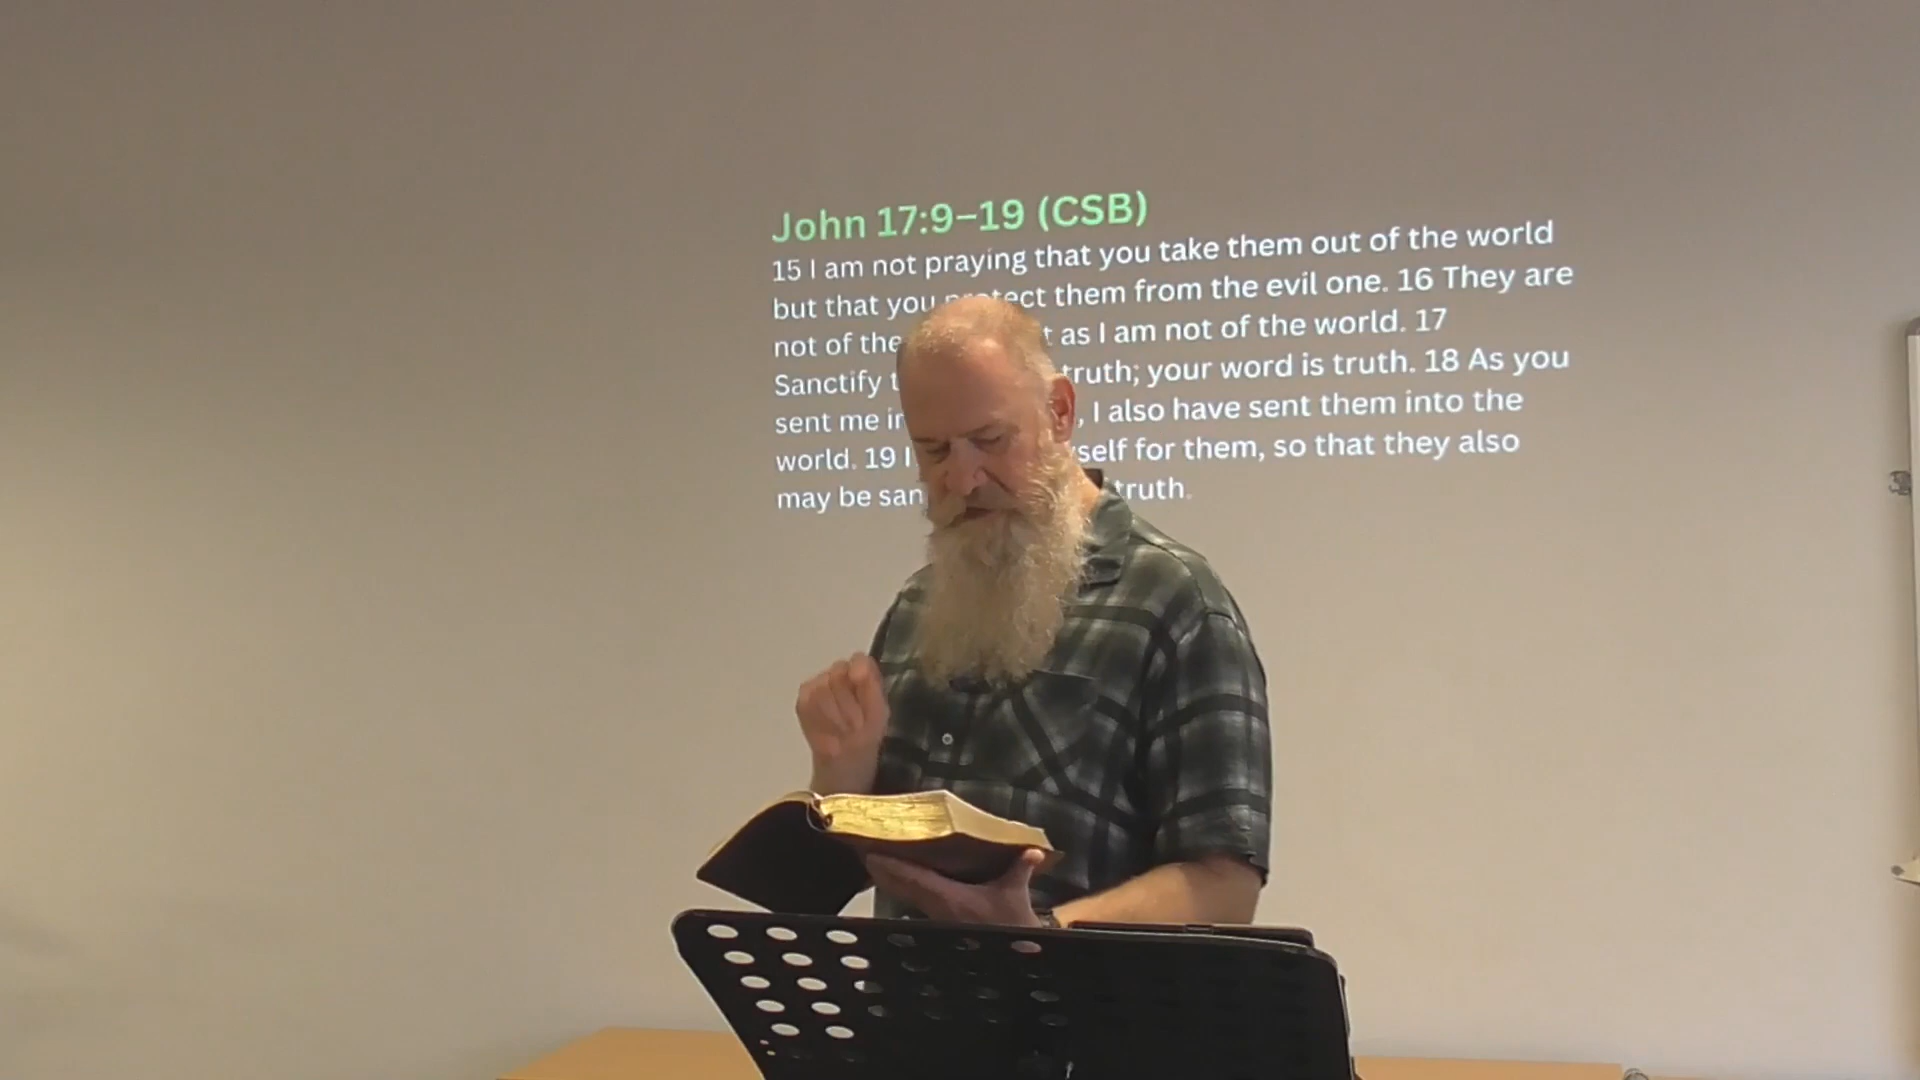 John 17:9–19 (CSB)
15 I am not praying that you take them out of the world
but that you protect them from the evil one. 16 They are
not of the t as I am not of the world. 17
Sanctify t truth; your word is truth. 18 As you
sent me in , I also have sent them into the
world. 19 I yself for them, so that they also
may be san truth.